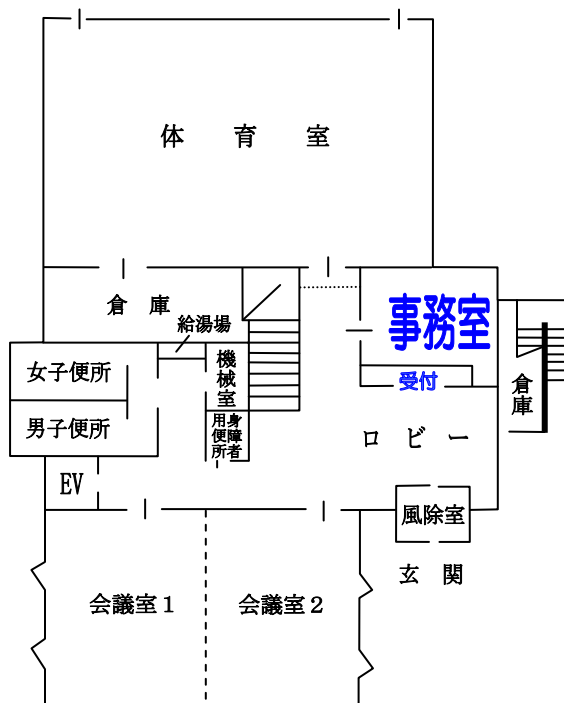 体育室
倉庫
給湯場
事務室
機械室
女子便所
受付
倉庫
身障者用便所
男子便所
ロビー
EV
風除室
玄関
会議室1
会議室2